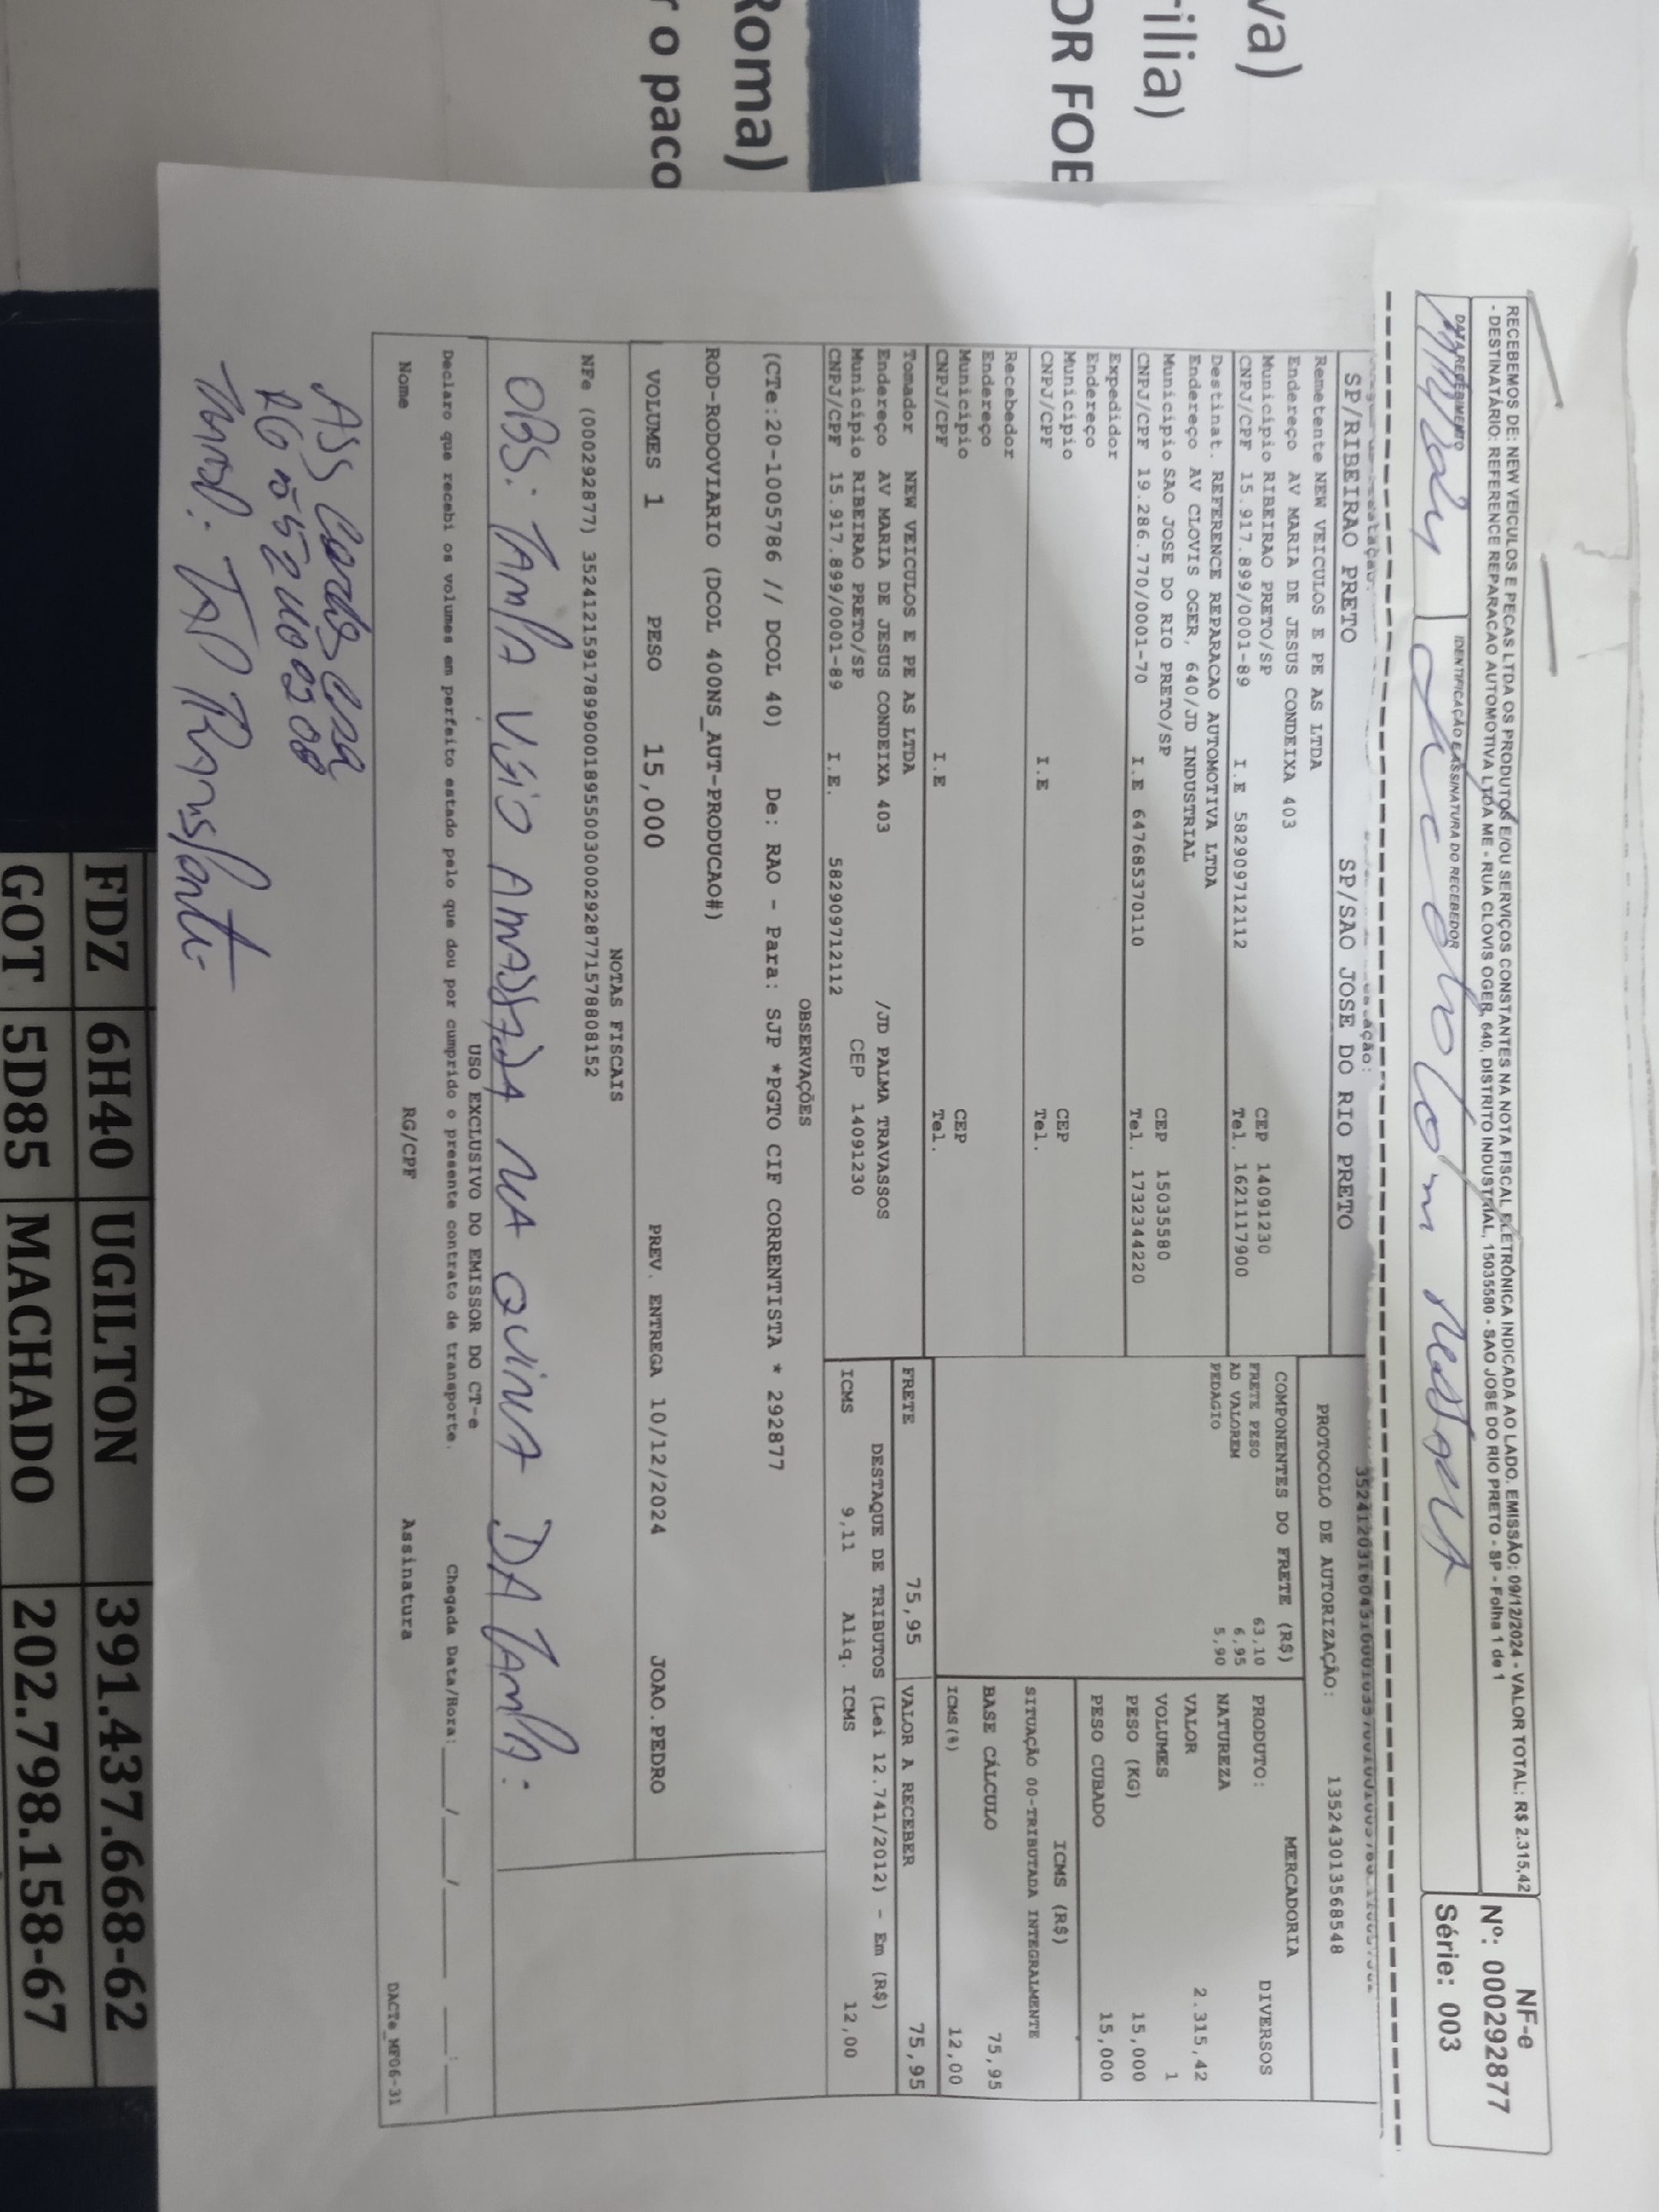 RECEBEMOS DE: NEW VEICULOS E PECAS LTDA OS PRODUTOS E/OU SERVIÇOS CONSTANTES NA NOTA FISCAL ELETRÔNICA INDICADA AO LADO. EMISSÃO: 09/12/2024 - VALOR TOTAL: R$ 2.315,42
- DESTINATÁRIO: REFERENCE REPARACAO AUTOMOTIVA LTDA ME - RUA CLOVIS OGER, 640, DISTRITO INDUSTRIAL, 15035580 - SAO JOSE DO RIO PRETO - SP - Folha 1 de 1
DATA RECEBIMENTO IDENTIFICAÇÃO E ASSINATURA DO RECEBEDOR
NF-e
Nº: 000292877
Série: 003
SP/RIBEIRAO PRETO SP/SAO JOSE DO RIO PRETO
PROTOCOLO DE AUTORIZAÇÃO: 135243013568548
Remetente NEW VEICULOS E PE AS LTDA
Endereço AV MARIA DE JESUS CONDEIXA 403
Município RIBEIRAO PRETO/SP CEP 14091230
CNPJ/CPF 15.917.899/0001-89 I.E 582909712112 Tel. 1621117900
Destinat. REFERENCE REPARACAO AUTOMOTIVA LTDA
Endereço AV CLOVIS OGER, 640/JD INDUSTRIAL
Município SAO JOSE DO RIO PRETO/SP CEP 15035580
CNPJ/CPF 19.286.770/0001-70 I.E 647685370110 Tel. 1732344220
Expedidor
Endereço
Município CEP
CNPJ/CPF I.E Tel.
Recebedor
Endereço
Município CEP
CNPJ/CPF I.E Tel.
Tomador NEW VEICULOS E PE AS LTDA
Endereço AV MARIA DE JESUS CONDEIXA 403 /JD PALMA TRAVASSOS
Município RIBEIRAO PRETO/SP CEP 14091230
CNPJ/CPF 15.917.899/0001-89 I.E. 582909712112
COMPONENTES DO FRETE (R$)
FRETE PESO 63,10
AD VALOREM 6,95
PEDAGIO 5,90
MERCADORIA
PRODUTO: DIVERSOS
NATUREZA
VALOR 2.315,42
VOLUMES 1
PESO (KG) 15,000
PESO CUBADO 15,000
ICMS (R$)
SITUAÇÃO 00-TRIBUTADA INTEGRALMENTE
BASE CÁLCULO 75,95
ICMS(%) 12,00
FRETE 75,95 VALOR A RECEBER 75,95
DESTAQUE DE TRIBUTOS (Lei 12.741/2012) - Em (R$)
ICMS 9,11 Aliq. ICMS 12,00
OBSERVAÇÕES
(CTe:20-1005786 // DCOL 40) De: RAO - Para: SJP *PGTO CIF CORRENTISTA * 292877
ROD-RODOVIARIO (DCOL 400NS_AUT-PRODUCAO#)
VOLUMES 1 PESO 15,000 PREV. ENTREGA 10/12/2024 JOAO.PEDRO
NOTAS FISCAIS
NFe (000292877) 35241215917899000189550030002928771578808152
OBS: TAMPA VEIO AMASSADA NA QUINA DA TAMPA:
USO EXCLUSIVO DO EMISSOR DO CT-e
Declaro que recebi os volumes em perfeito estado pelo que dou por cumprido o presente contrato de transporte. Chegada Data/Hora:____/____/____ ____:____
Nome RG/CPF Assinatura
DACTe_MF06-31
ASS
va)
rilia)
OR FOB
Roma)
r o paco
FDZ 6H40 UGILTON 391.437.668-62
GOT 5D85 MACHADO 202.798.158-67